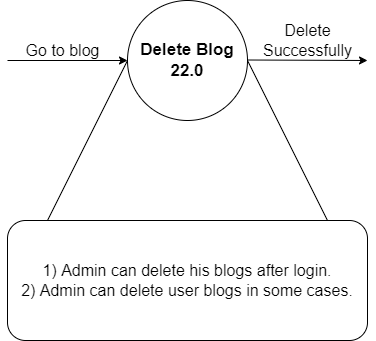 Go to blog
Delete Blog
22.0
Delete
Successfully
1) Admin can delete his blogs after login.
2) Admin can delete user blogs in some cases.